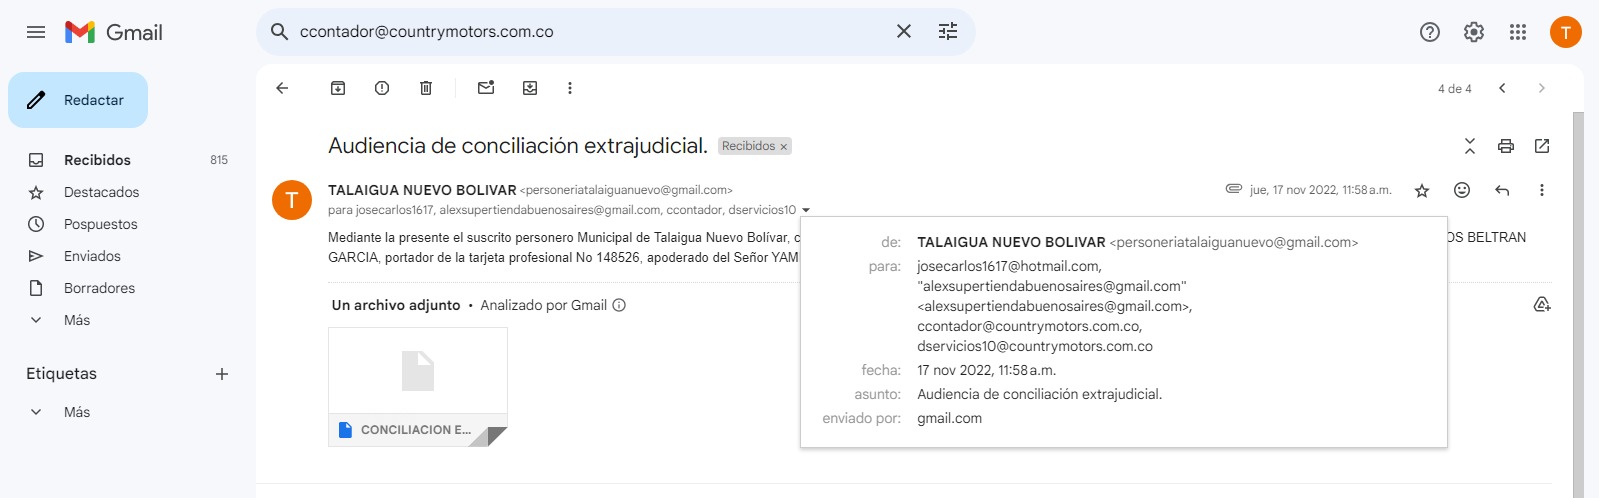 Gmail
ccontador@countrymotors.com.co
T
Redactar
4 de 4
Audiencia de conciliación extrajudicial.
Recibidos ×
Recibidos 815
Destacados
Pospuestos
Enviados
Borradores
Más
Etiquetas +
Más
T
TALAIGUA NUEVO BOLIVAR <personeriatalaiguanuevo@gmail.com>
jue, 17 nov 2022, 11:58 a.m.
para josecarlos1617, alexsupertiendabuenosaires@gmail.com, ccontador, dservicios10
Mediante la presente el suscrito personero Municipal de Talaigua Nuevo Bolívar, c
OS BELTRAN
GARCIA, portador de la tarjeta profesional No 148526, apoderado del Señor YAM
Un archivo adjunto • Analizado por Gmail
CONCILIACION E...
de: TALAIGUA NUEVO BOLIVAR <personeriatalaiguanuevo@gmail.com>
para: josecarlos1617@hotmail.com,
"alexsupertiendabuenosaires@gmail.com"
<alexsupertiendabuenosaires@gmail.com>,
ccontador@countrymotors.com.co,
dservicios10@countrymotors.com.co
fecha: 17 nov 2022, 11:58 a.m.
asunto: Audiencia de conciliación extrajudicial.
enviado por: gmail.com